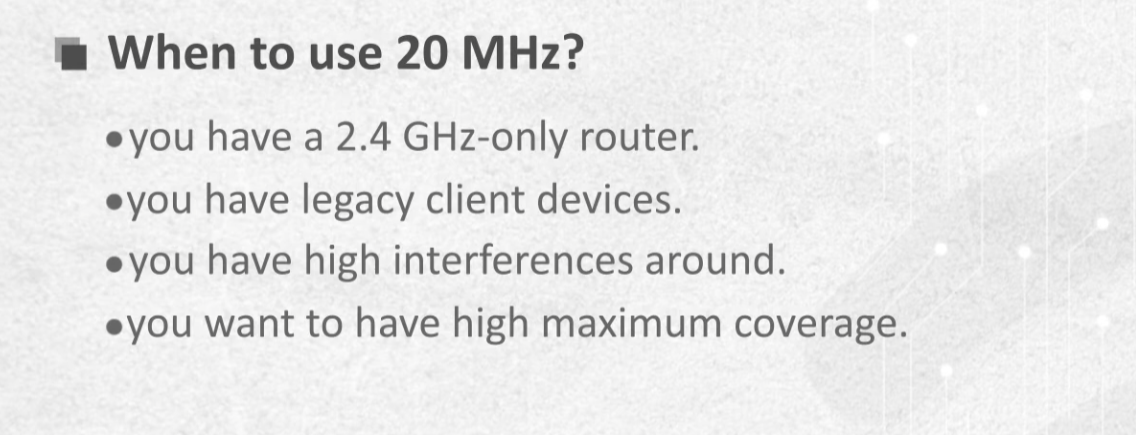 When to use 20 MHz?
•you have a 2.4 GHz-only router.
•you have legacy client devices.
•you have high interferences around.
•you want to have high maximum coverage.